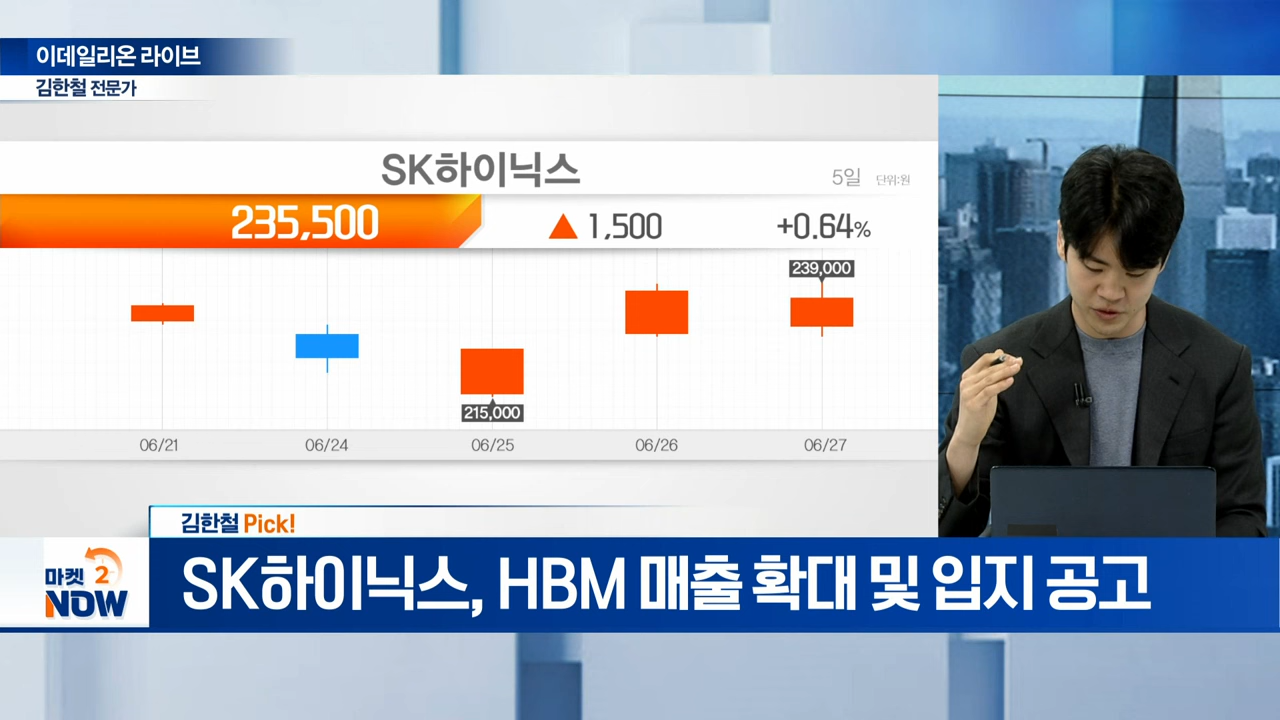 이데일리온 라이브
김한철 전문가
SK하이닉스
5일 단위:원
235,500 ▲ 1,500 +0.64%
239,000
215,000
06/21 06/24 06/25 06/26 06/27
김한철 Pick!
마켓 2
NOW
SK하이닉스, HBM 매출 확대 및 입지 공고